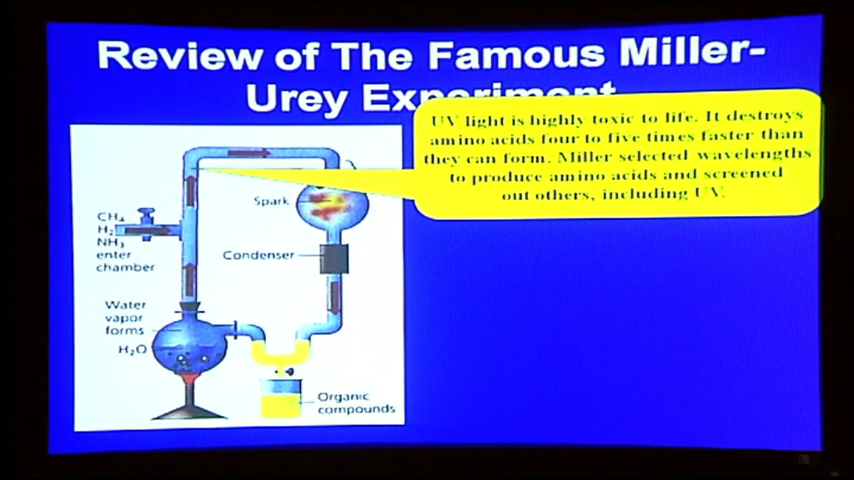 Review of The Famous Miller-
Urey Experiment
UV light is highly toxic to life. It destroys
amino acids four to five times faster than
they can form. Miller selected wavelengths
to produce amino acids and screened
out others, including UV.
Spark
CH₄
H₂
NH₃
enter
chamber
Condenser
Water
vapor
forms
H₂O
Organic
compounds